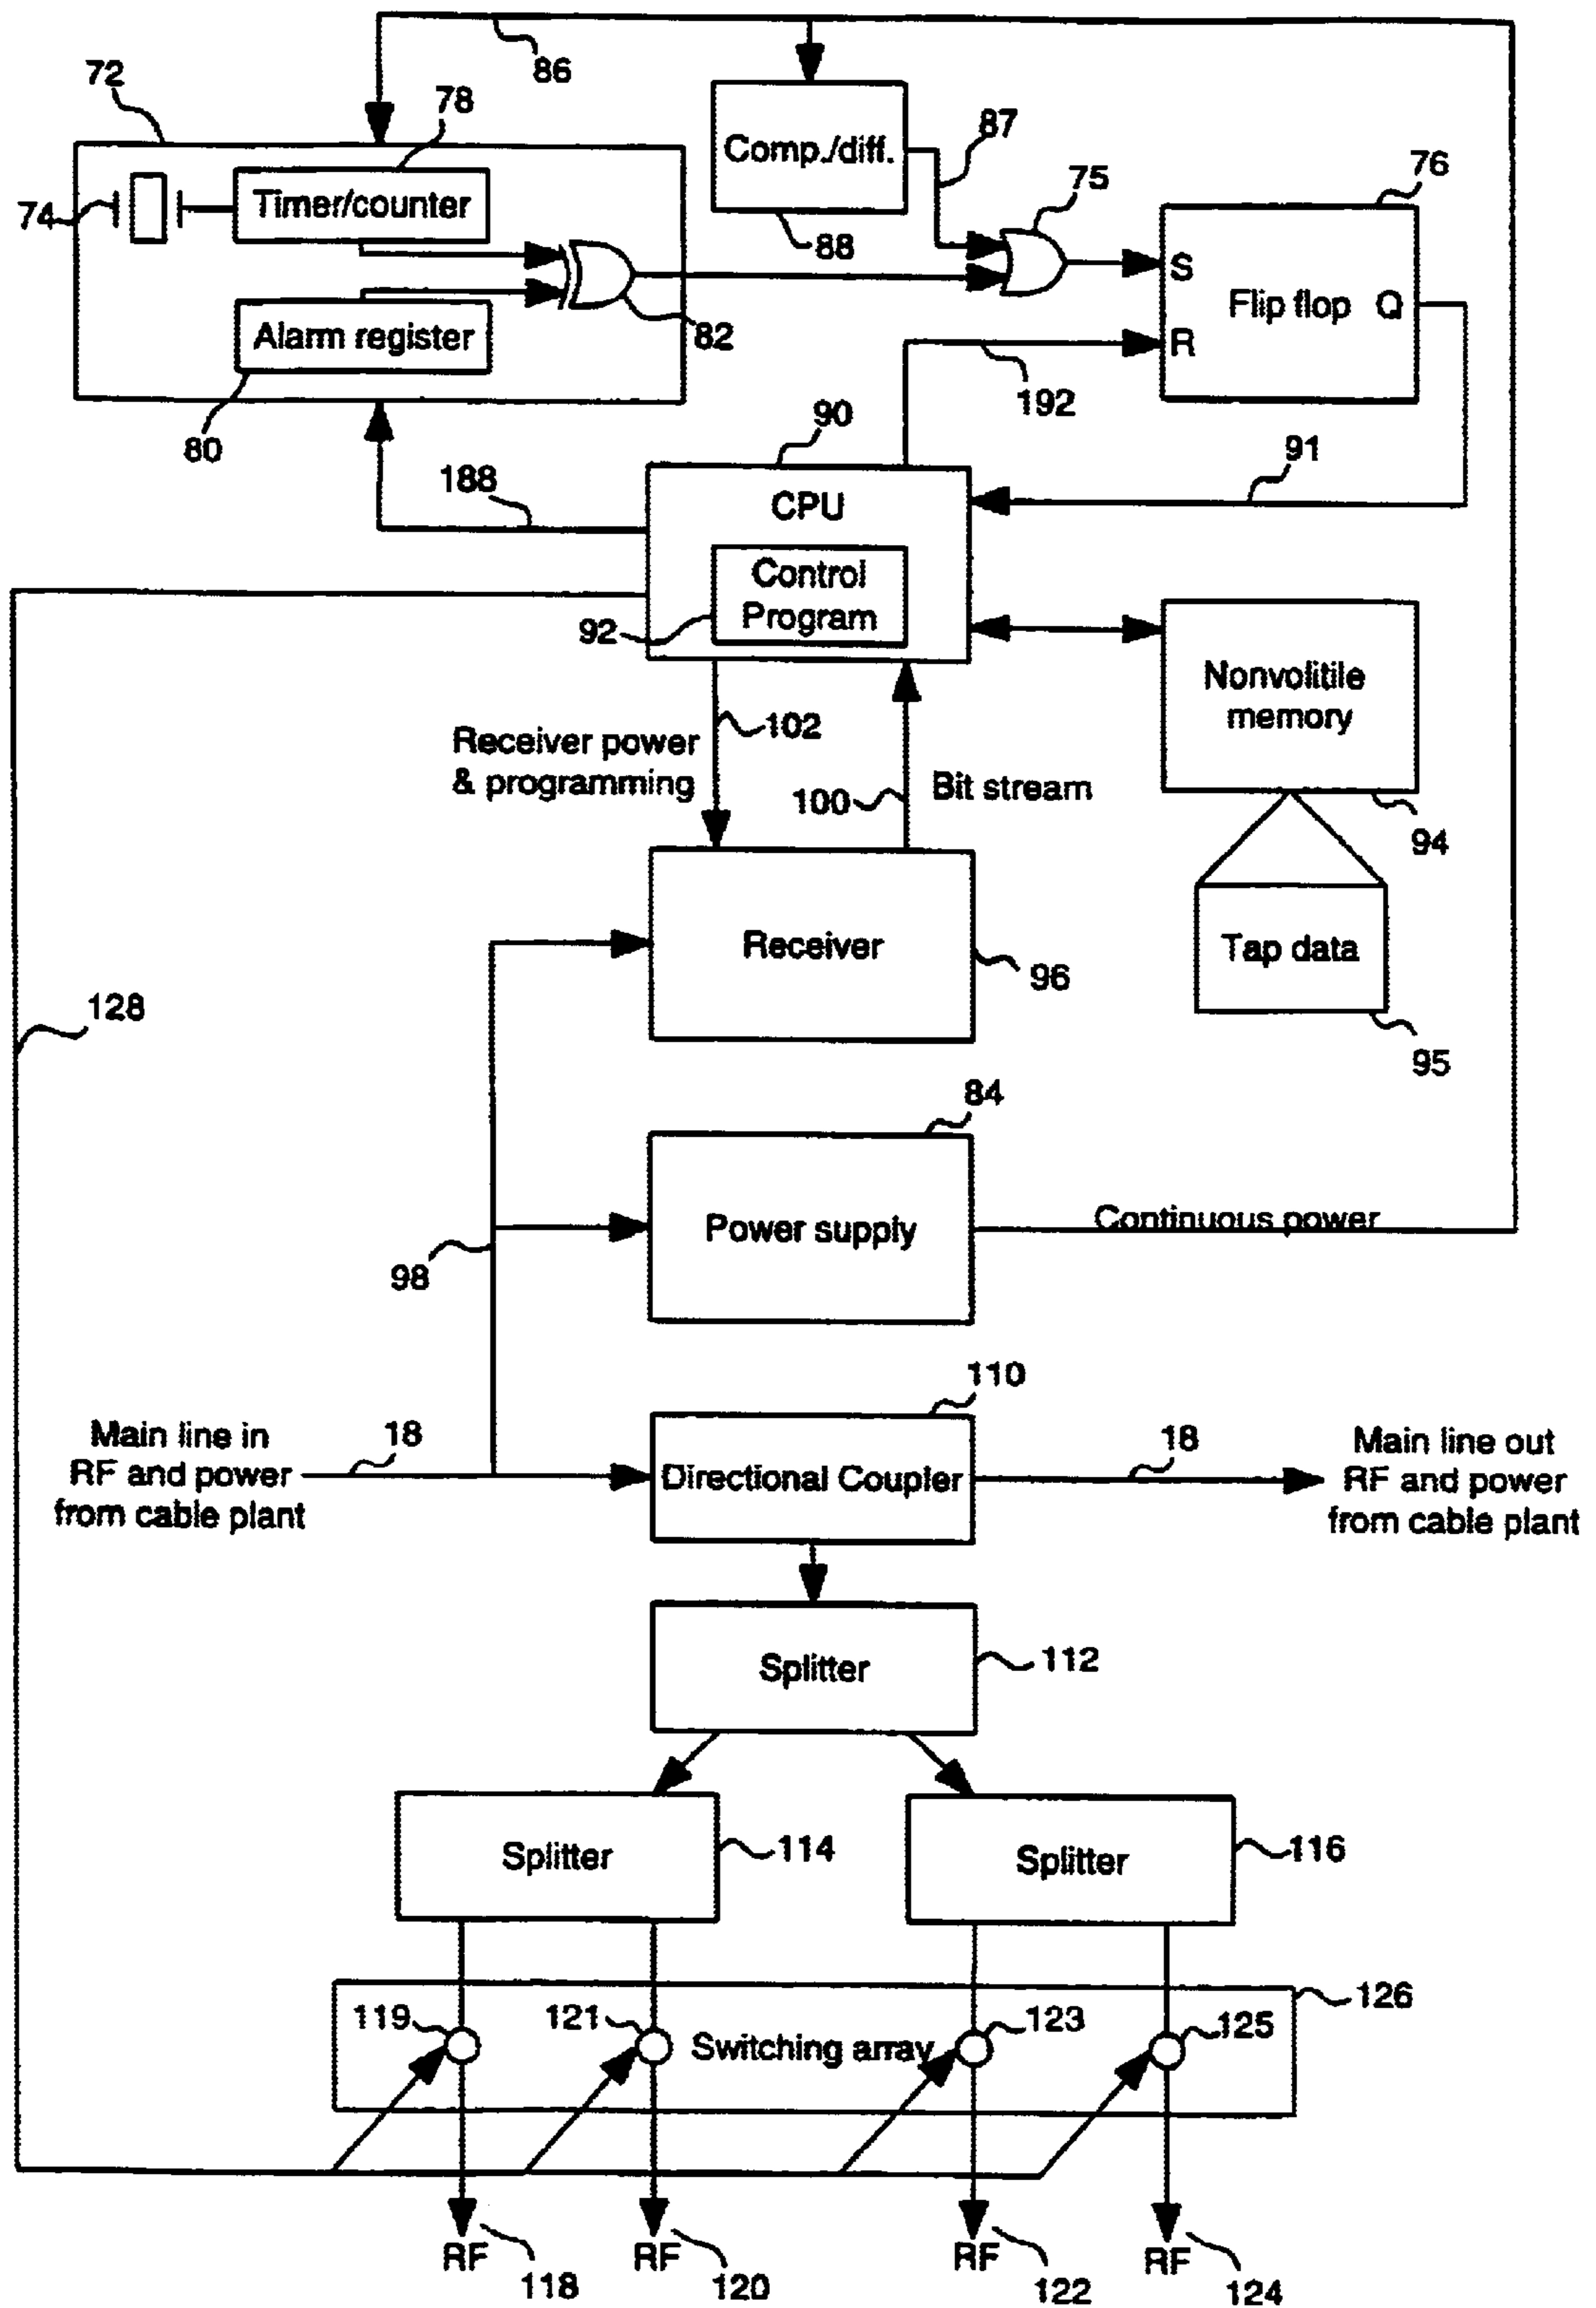 86
72
78
87
Comp./diff.
75
76
74
Timer/counter
88
S
Flip flop
Q
Alarm register
82
R
192
80
90
91
188
CPU
Control
Program
92
Nonvolitile
memory
102
Receiver power
& programming
100
Bit stream
94
Receiver
96
Tap data
128
95
84
Power supply
Continuous power
98
110
Main line in
RF and power
from cable plant
18
Directional Coupler
18
Main line out
RF and power
from cable plant
Splitter
112
Splitter
114
Splitter
116
126
119
121
Switching array
123
125
RF
118
RF
120
RF
122
RF
124